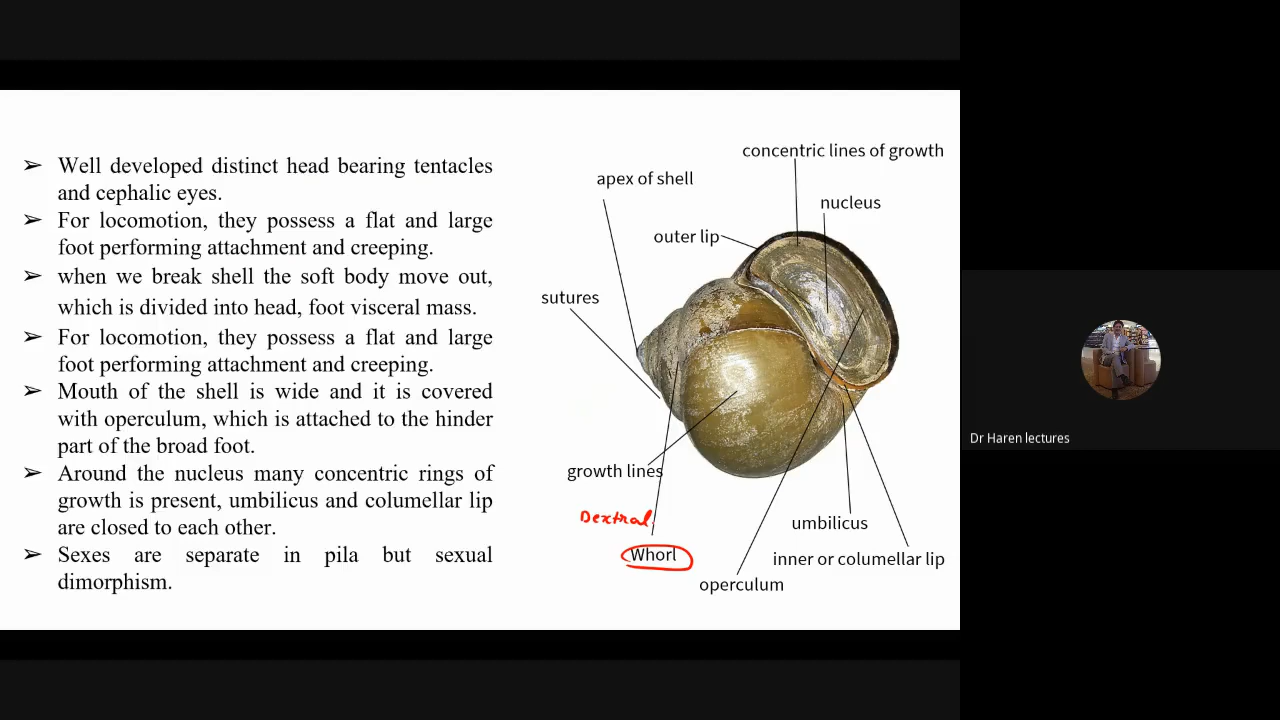 ➢ Well developed distinct head bearing tentacles
and cephalic eyes.
➢ For locomotion, they possess a flat and large
foot performing attachment and creeping.
➢ when we break shell the soft body move out,
which is divided into head, foot visceral mass.
➢ For locomotion, they possess a flat and large
foot performing attachment and creeping.
➢ Mouth of the shell is wide and it is covered
with operculum, which is attached to the hinder
part of the broad foot.
➢ Around the nucleus many concentric rings of
growth is present, umbilicus and columellar lip
are closed to each other.
➢ Sexes are separate in pila but sexual
dimorphism.
concentric lines of growth
apex of shell
nucleus
outer lip
sutures
growth lines
Dextral
Whorl
umbilicus
inner or columellar lip
operculum
Dr Haren lectures